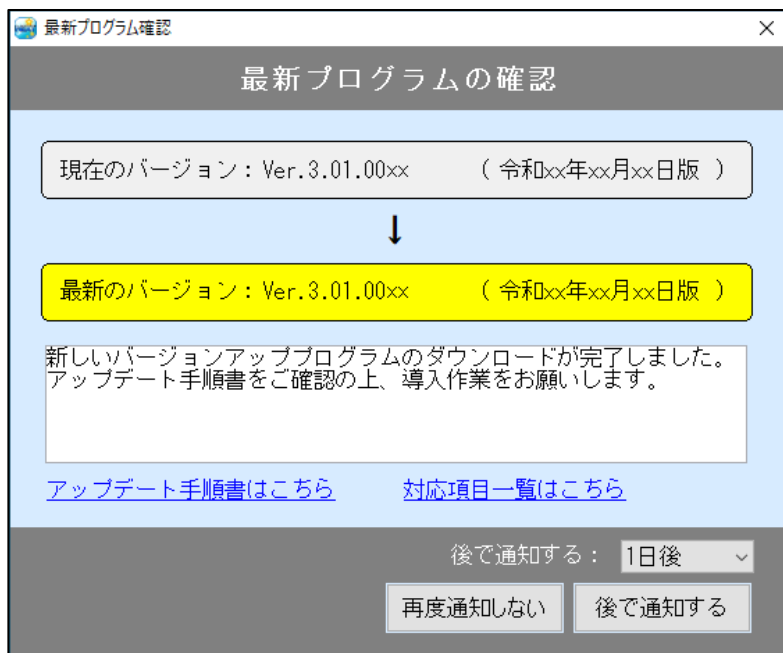 最新プログラム確認
最新プログラムの確認
現在のバージョン：Ver.3.01.00xx （ 令和xx年xx月xx日版 ）
↓
最新のバージョン：Ver.3.01.00xx （ 令和xx年xx月xx日版 ）
新しいバージョンアッププログラムのダウンロードが完了しました。
アップデート手順書をご確認の上、導入作業をお願いします。
アップデート手順書はこちら 対応項目一覧はこちら
後で通知する： 1日後
再度通知しない 後で通知する